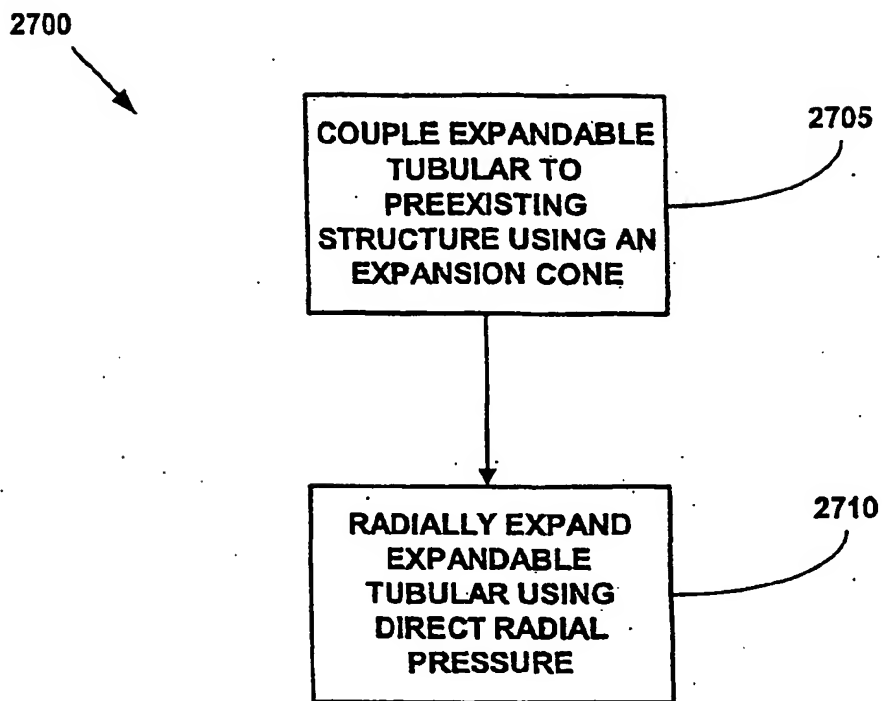 2700
COUPLE EXPANDABLE
TUBULAR TO
PREEXISTING
STRUCTURE USING AN
EXPANSION CONE
2705
RADIALLY EXPAND
EXPANDABLE
TUBULAR USING
DIRECT RADIAL
PRESSURE
2710